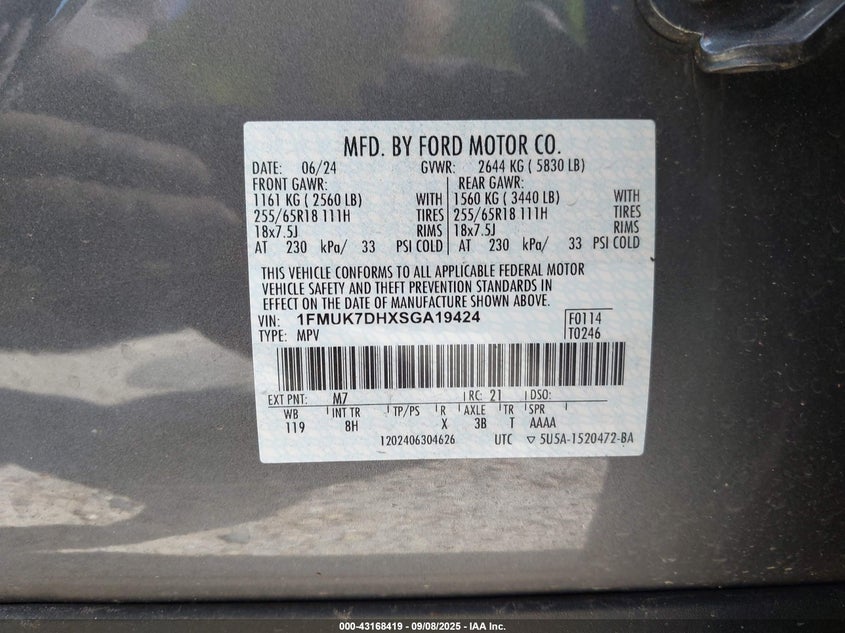 MFD. BY FORD MOTOR CO.
DATE: 06/24 GVWR: 2644 KG ( 5830 LB)
FRONT GAWR: REAR GAWR:
1161 KG ( 2560 LB) WITH 1560 KG ( 3440 LB) WITH
255/65R18 111H TIRES 255/65R18 111H TIRES
18x7.5J RIMS 18x7.5J RIMS
AT 230 kPa/ 33 PSI COLD AT 230 kPa/ 33 PSI COLD
THIS VEHICLE CONFORMS TO ALL APPLICABLE FEDERAL MOTOR
VEHICLE SAFETY AND THEFT PREVENTION STANDARDS IN
EFFECT ON THE DATE OF MANUFACTURE SHOWN ABOVE.
VIN: 1FMUK7DHXSGA19424 F0114
TYPE: MPV T0246
EXT PNT: M7 RC: 21 DSO:
WB INT TR TP/PS R AXLE TR SPR
119 8H X 3B T AAAA
1202406304626 UTC ▽ 5U5A-1520472-BA
000-43168419 - 09/08/2025 - IAA Inc.